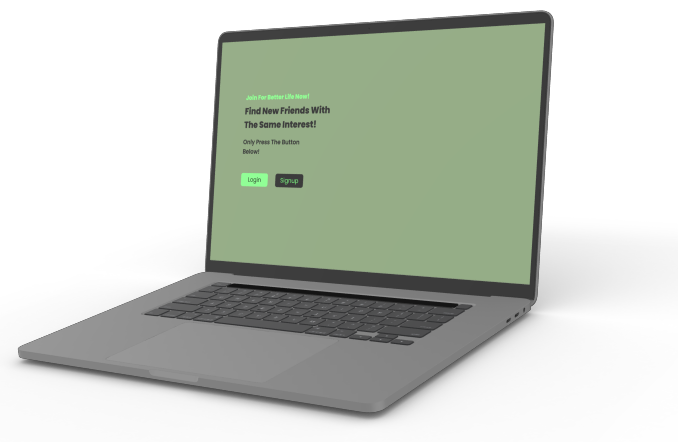 Join For Better Life Now!
Find New Friends With
The Same Interest!
Only Press The Button
Below!
Login
Signup